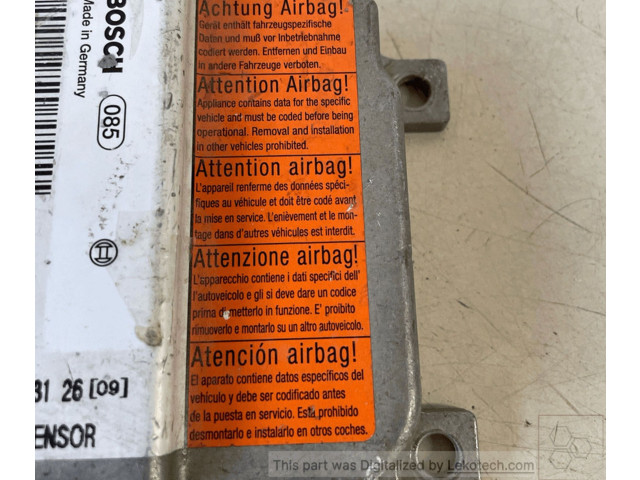 BOSCH
Made in Germany
085
31 26 [09]
ENSOR
Achtung Airbag!
Gerät enthält fahrzeugspezifische
Daten und muß vor Inbetriebnahme
codiert werden. Entfernen und Einbau
in andere Fahrzeuge verboten.
Attention Airbag!
Appliance contains data for the specific
vehicle and must be coded before being
operational. Removal and installation
in other vehicles prohibited.
Attention airbag!
L'appareil renferme des données spéci-
fiques au véhicule et doit être codé avant
la mise en service. L'enièvement et le mon-
tage dans d'autres véhicules est interdit.
Attenzione airbag!
L'apparecchio contiene i dati specifici dell'
l'autoveicolo e gli si deve dare un codice
prima di metterlo in funzione. E' proibito
rimuoverlo e montarlo su un altro autoveicolo.
Atención airbag!
El aparato contiene datos específicos del
vehículo y debe ser codificado antes
de la puesta en servicio. Está prohibido
desmontarlo e instalarlo en otros coches.
This part was Digitalized by Lekotech.com